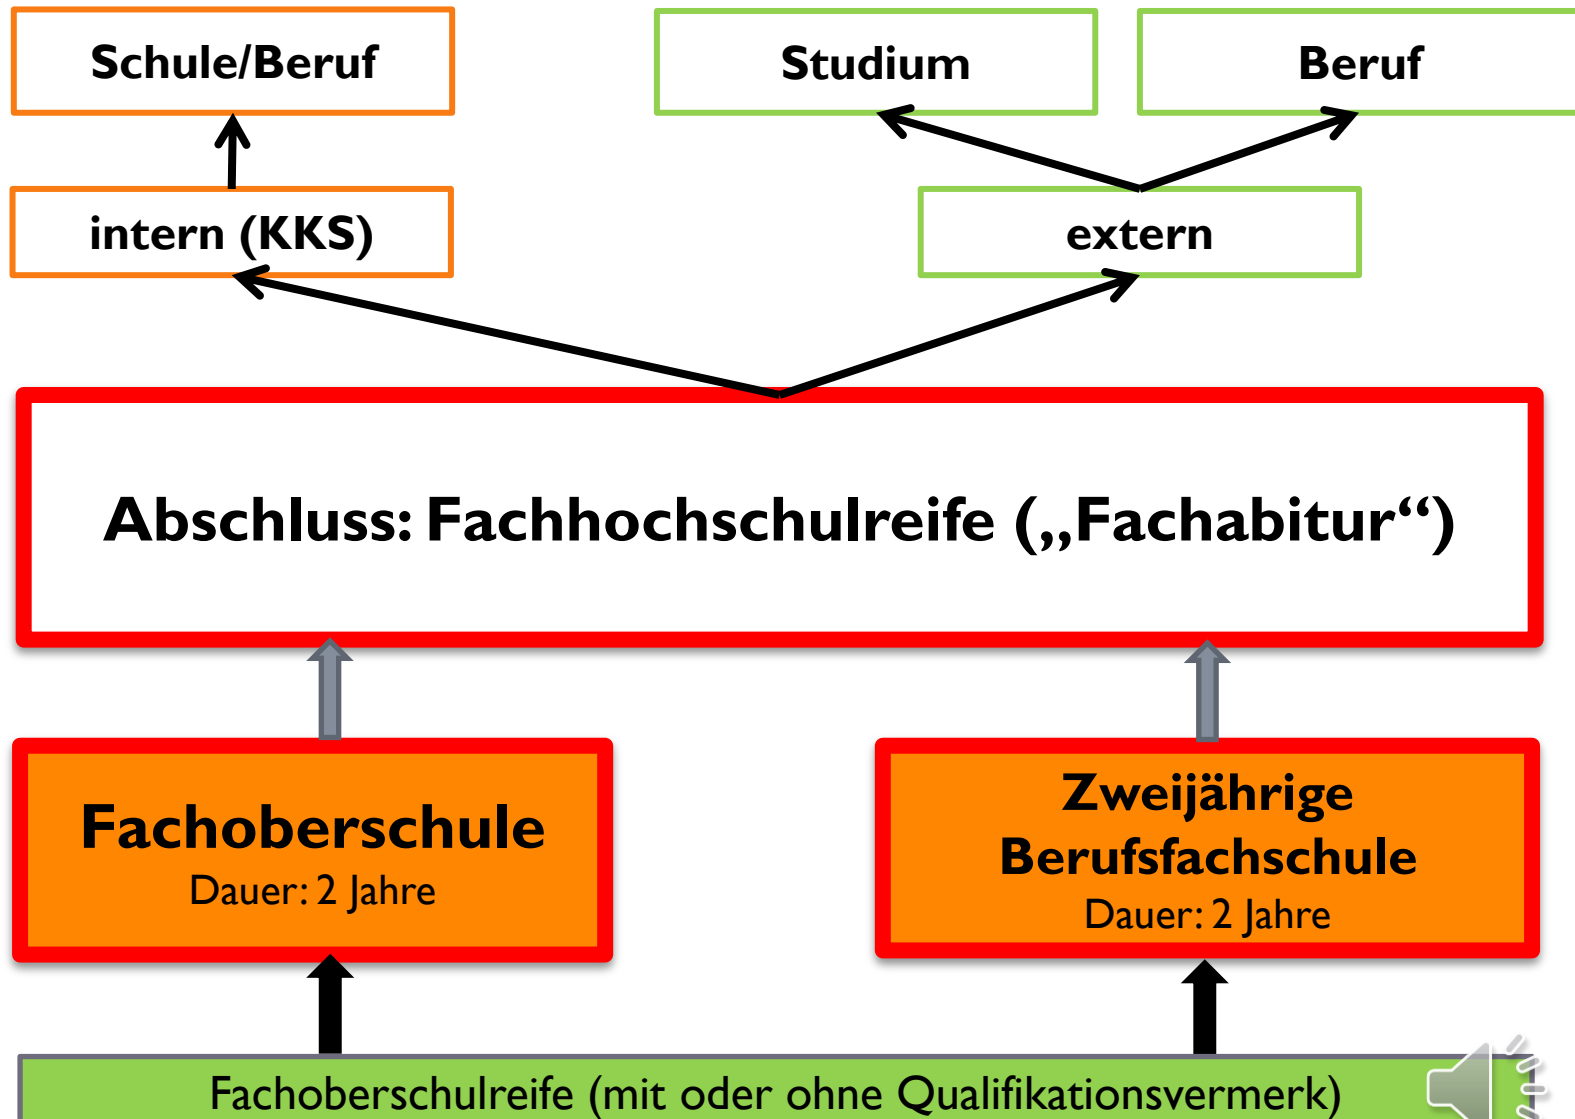 Schule/Beruf
Studium
Beruf
intern (KKS)
extern
Abschluss: Fachhochschulreife („Fachabitur“)
Fachoberschule
Dauer: 2 Jahre
Zweijährige
Berufsfachschule
Dauer: 2 Jahre
Fachoberschulreife (mit oder ohne Qualifikationsvermerk)